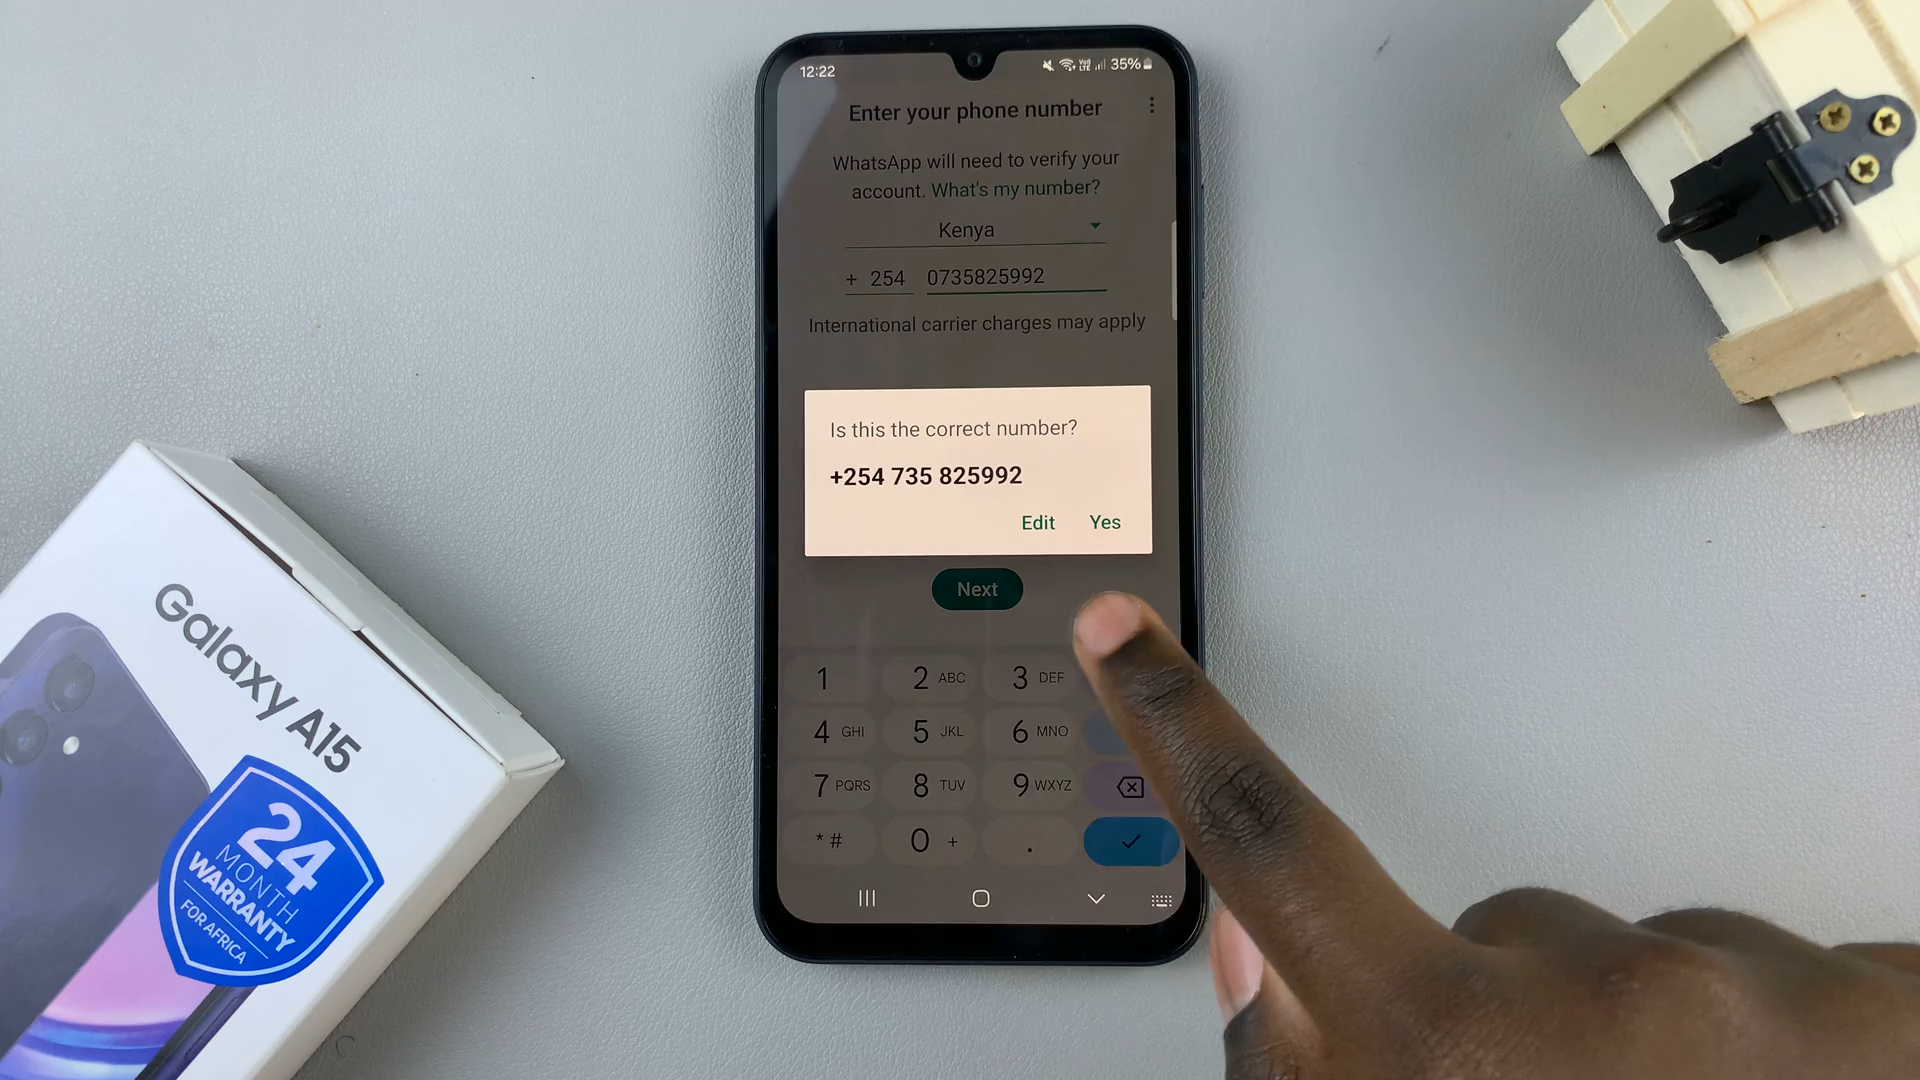 12:22
Vo))
LTE
35%
Enter your phone number
WhatsApp will need to verify your
account. What's my number?
Kenya
+ 254 0735825992
International carrier charges may apply
Is this the correct number?
+254 735 825992
Edit Yes
Next
1 2 ABC 3 DEF
4 GHI 5 JKL 6 MNO
7 PQRS 8 TUV 9 WXYZ
* # 0 + .
Galaxy A15
24
MONTH
WARRANTY
FOR AFRICA